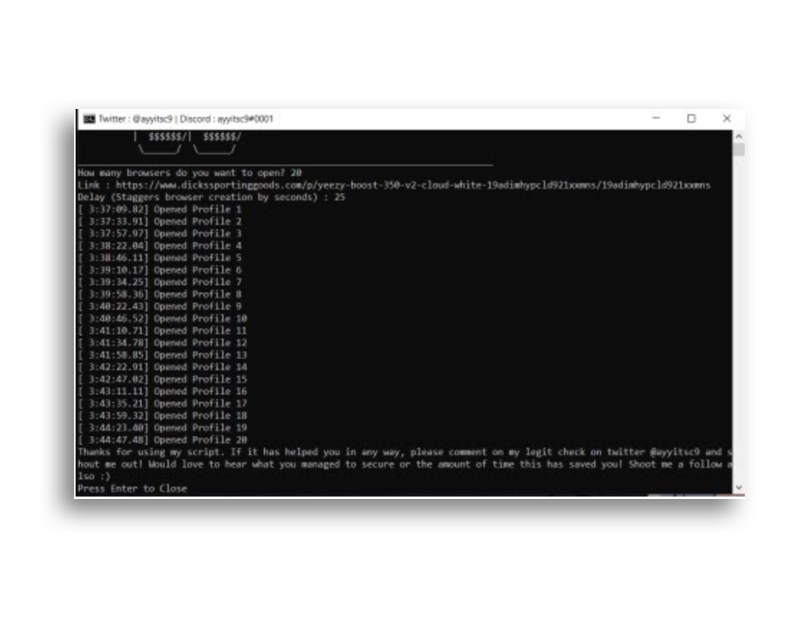 Twitter : @ayyitsc9 | Discord : ayyitsc9#0001
| $$$$$$/| $$$$$$/
\______/ \______/
How many browsers do you want to open? 20
Link : https://www.dickssportinggoods.com/p/yeezy-boost-350-v2-cloud-white-19adimhypcld921xxmns/19adimhypcld921xxmns
Delay (Staggers browser creation by seconds) : 25
[ 3:37:09.82] Opened Profile 1
[ 3:37:33.91] Opened Profile 2
[ 3:37:57.97] Opened Profile 3
[ 3:38:22.04] Opened Profile 4
[ 3:38:46.11] Opened Profile 5
[ 3:39:10.17] Opened Profile 6
[ 3:39:34.25] Opened Profile 7
[ 3:39:58.36] Opened Profile 8
[ 3:40:22.43] Opened Profile 9
[ 3:40:46.52] Opened Profile 10
[ 3:41:10.71] Opened Profile 11
[ 3:41:34.78] Opened Profile 12
[ 3:41:58.85] Opened Profile 13
[ 3:42:22.91] Opened Profile 14
[ 3:42:47.02] Opened Profile 15
[ 3:43:11.11] Opened Profile 16
[ 3:43:35.21] Opened Profile 17
[ 3:43:59.32] Opened Profile 18
[ 3:44:23.40] Opened Profile 19
[ 3:44:47.48] Opened Profile 20
Thanks for using my script. If it has helped you in any way, please comment on my legit check on twitter @ayyitsc9 and s
hout me out! Would love to hear what you managed to secure or the amount of time this has saved you! Shoot me a follow a
lso :)
Press Enter to Close